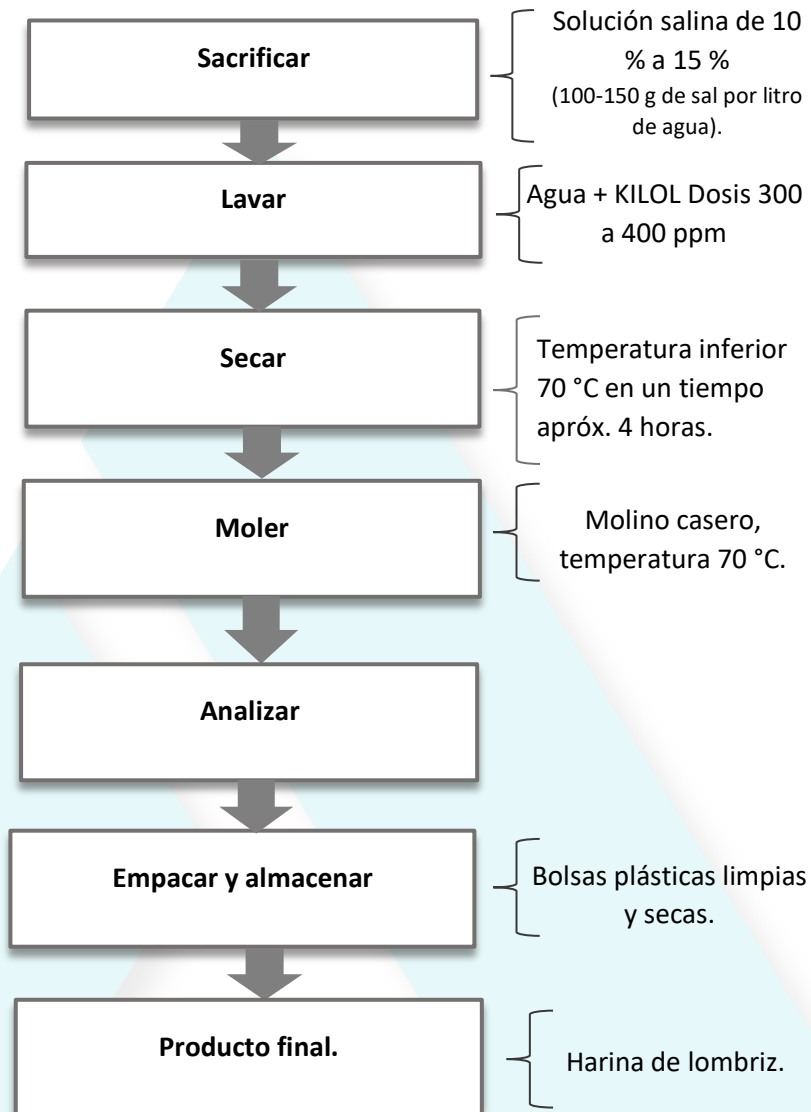 Sacrificar
Solución salina de 10
% a 15 %
(100-150 g de sal por litro
de agua).
Lavar
Agua + KILOL Dosis 300
a 400 ppm
Secar
Temperatura inferior
70 °C en un tiempo
apróx. 4 horas.
Moler
Molino casero,
temperatura 70 °C.
Analizar
Empacar y almacenar
Bolsas plásticas limpias
y secas.
Producto final.
Harina de lombriz.